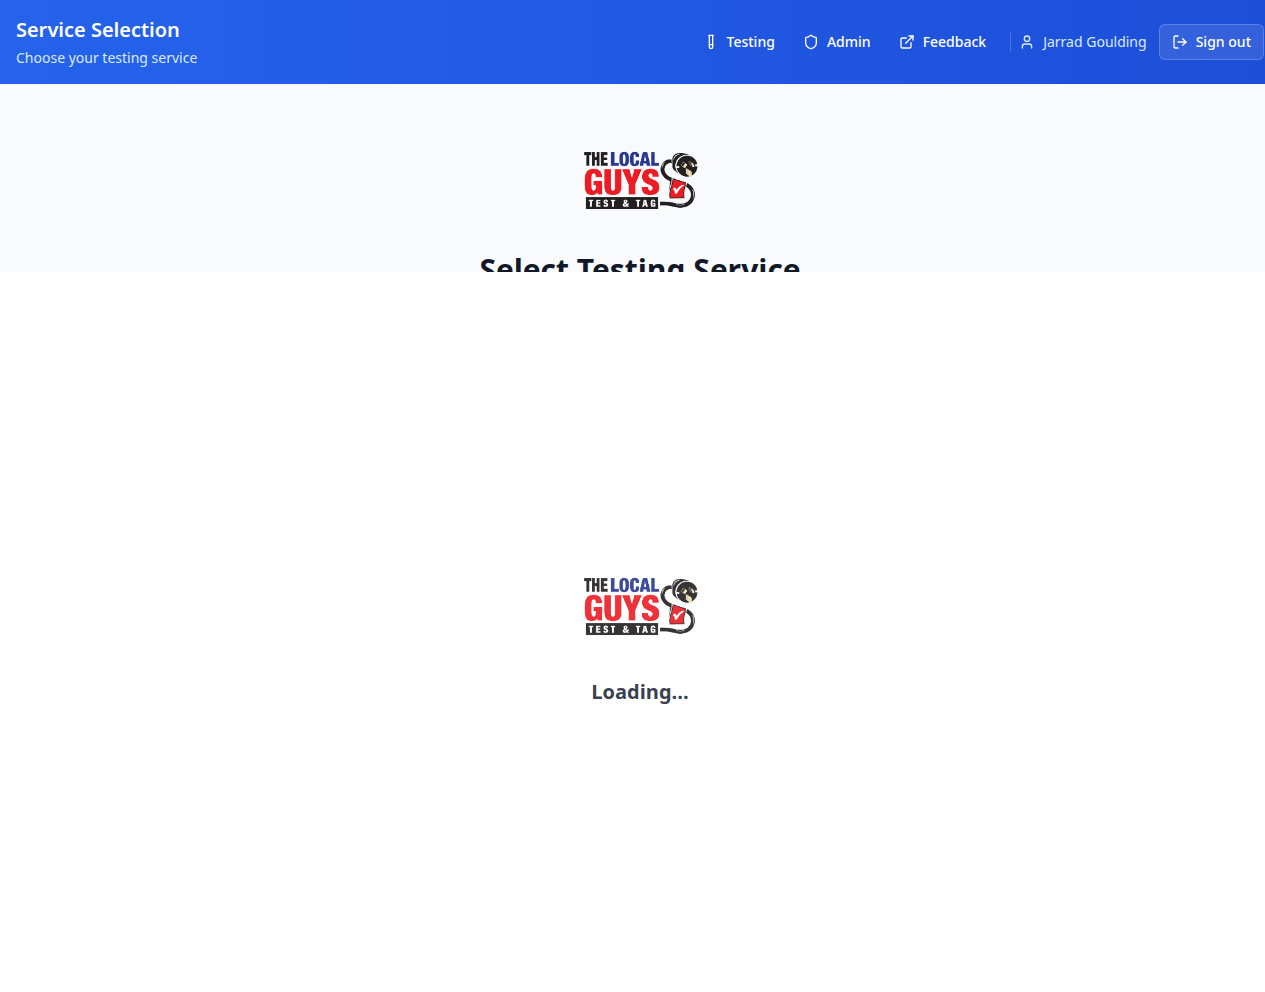 Service Selection
Choose your testing service
Testing
Admin
Feedback
Jarrad Goulding
Sign out
THE LOCAL
GUYS
TEST & TAG
Select Testing Service
THE LOCAL
GUYS
TEST & TAG
Loading...